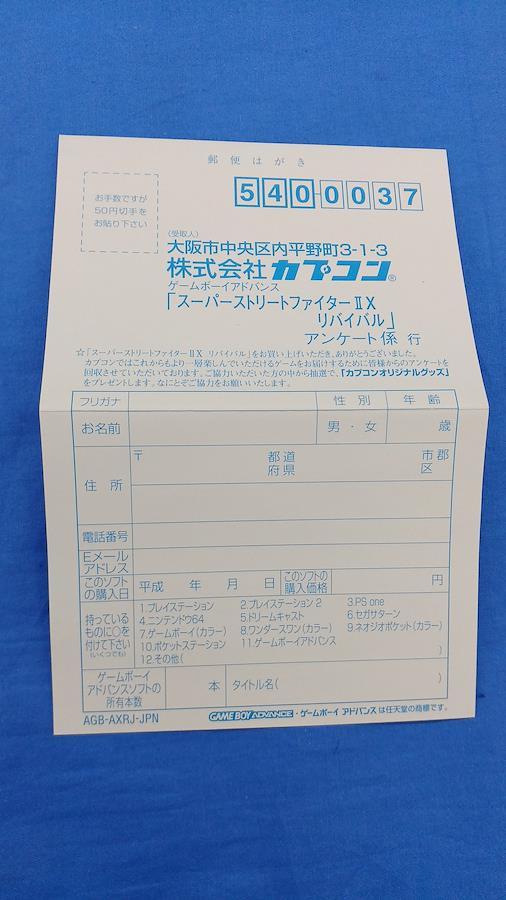 郵便はがき
お手数ですが
50円切手を
お貼り下さい
540-0037
(受取人)
大阪市中央区内平野町3-1-3
株式会社カプコン®
ゲームボーイアドバンス
「スーパーストリートファイターⅡX
リバイバル」
アンケート係 行
☆「スーパーストリートファイターⅡX リバイバル」をお買い上げいただき、ありがとうございました。
カプコンではこれからもより一層楽しんでいただけるゲームをお届けするために皆様からのアンケートを
回収させていただいております。ご協力いただいた方の中から抽選で、「カプコンオリジナルグッズ」
をプレゼントします。なにとぞご協力をお願いいたします。
フリガナ 性別 年齢
お名前 男・女 歳
住所 〒 都道 市郡
府県 区
電話番号
Eメール
アドレス
このソフト
の購入日 平成 年 月 日 このソフトの
購入価格 円
持っている
ものに○を
付けて下さい
(いくつでも)
1.プレイステーション 2.プレイステーション2 3.PS one
4.ニンテンドウ64 5.ドリームキャスト 6.セガサターン
7.ゲームボーイ(カラー) 8.ワンダースワン(カラー) 9.ネオジオポケット(カラー)
10.ポケットステーション 11.ゲームボーイアドバンス
12.その他( )
ゲームボーイ
アドバンスソフトの
所有本数 本 タイトル名( )
AGB-AXRJ-JPN GAME BOY ADVANCE・ゲームボーイ アドバンスは任天堂の商標です。